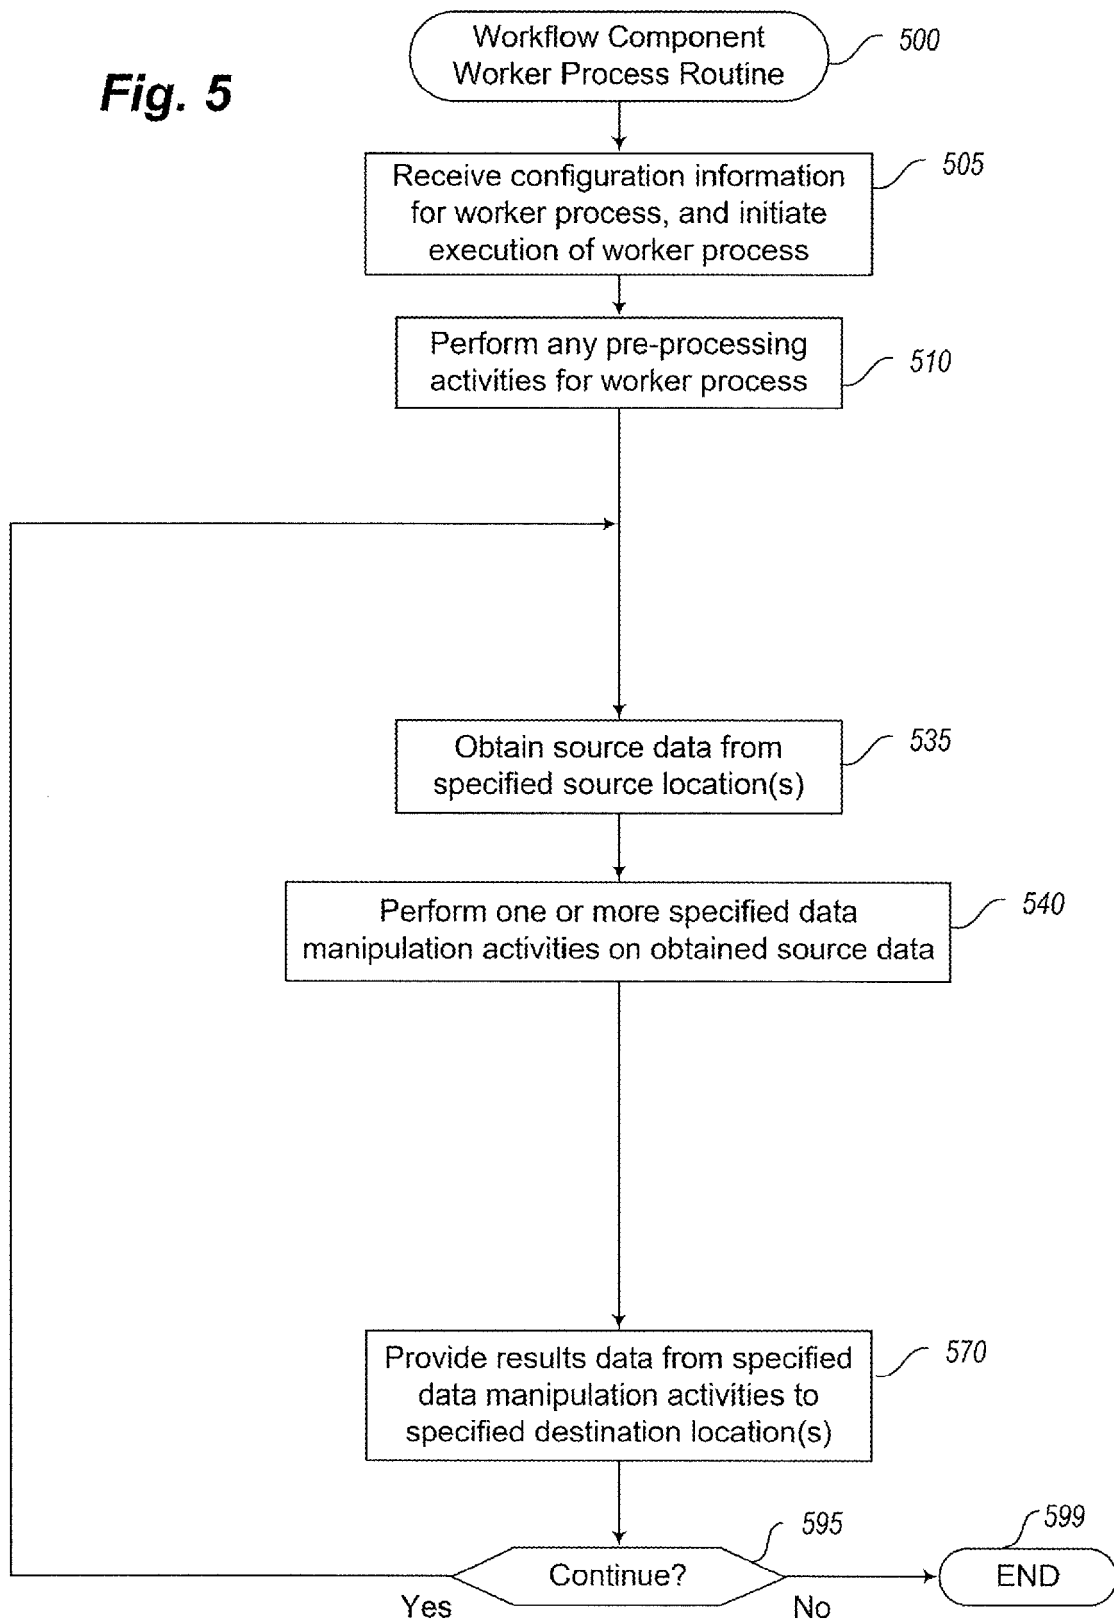 Fig. 5
Workflow Component
Worker Process Routine
500
Receive configuration information
for worker process, and initiate
execution of worker process
505
Perform any pre-processing
activities for worker process
510
Obtain source data from
specified source location(s)
535
Perform one or more specified data
manipulation activities on obtained source data
540
Provide results data from specified
data manipulation activities to
specified destination location(s)
570
Continue?
595
Yes
No
END
599